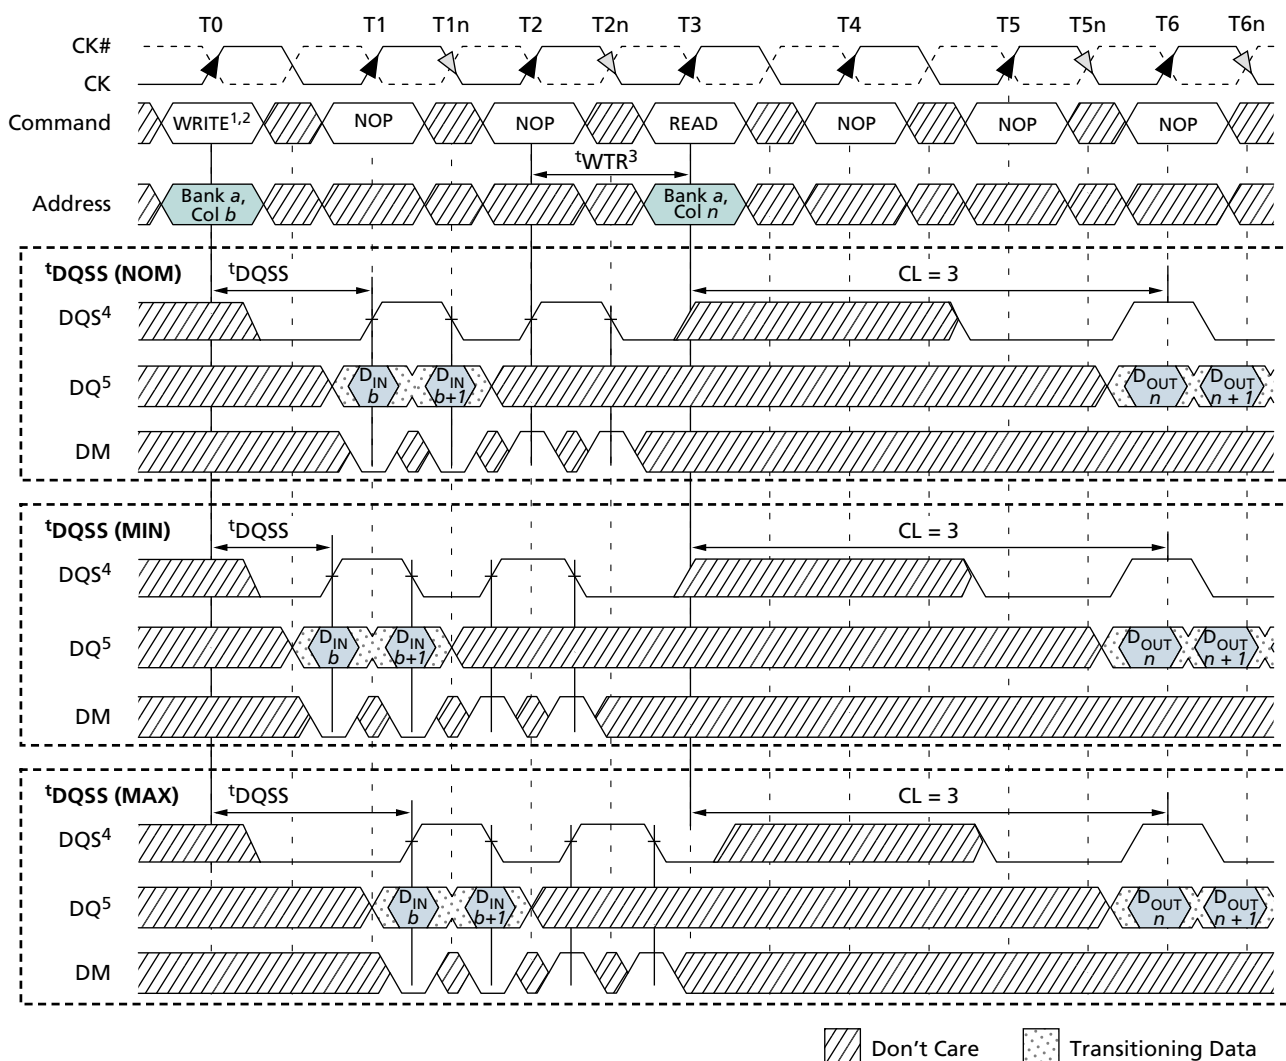 T0 T1 T1n T2 T2n T3 T4 T5 T5n T6 T6n
CK#
CK
Command WRITE1,2 NOP NOP READ NOP NOP NOP
tWTR3
Address Bank a, Col b Bank a, Col n
tDQSS (NOM) tDQSS CL = 3
DQS4
DQ5 DIN b DIN b+1 DOUT n DOUT n + 1
DM
tDQSS (MIN) tDQSS CL = 3
DQS4
DQ5 DIN b DIN b+1 DOUT n DOUT n + 1
DM
tDQSS (MAX) tDQSS CL = 3
DQS4
DQ5 DIN b DIN b+1 DOUT n DOUT n + 1
DM
Don't Care Transitioning Data